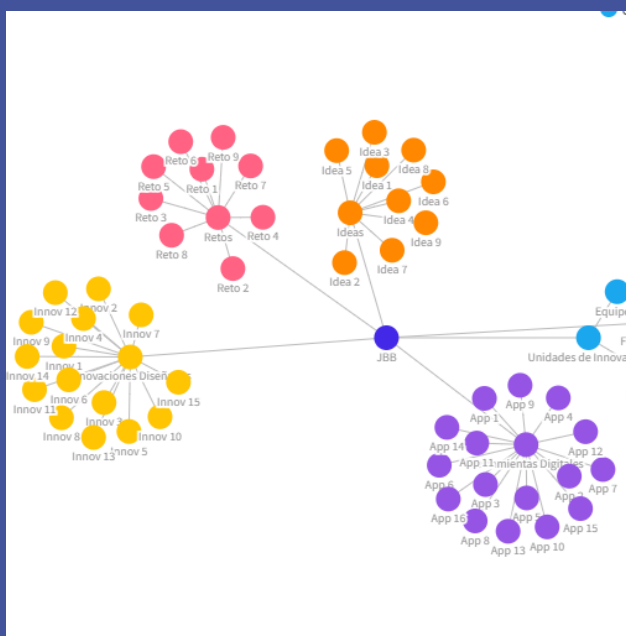 Reto 6
Reto 9
Reto 5
Reto 1
Reto 7
Reto 3
Retos
Reto 4
Reto 8
Reto 2
Idea 3
Idea 5
Idea 8
Idea 1
Idea 6
Idea 4
Ideas
Idea 9
Idea 7
Idea 2
Innov 12
Innov 7
Innov 4
Innov 9
Innov 1
Innov 14
Innov 6
Innov 11
Innov 15
Innov 8
Innov 10
Innov 5
Innov 13
JBB
Unidades de Innova
App 9
App 1
App 4
App 14
App 12
App 11
mientas Digitales
App 6
App 7
App 3
App 16
App 5
App 15
App 8
App 10
App 13